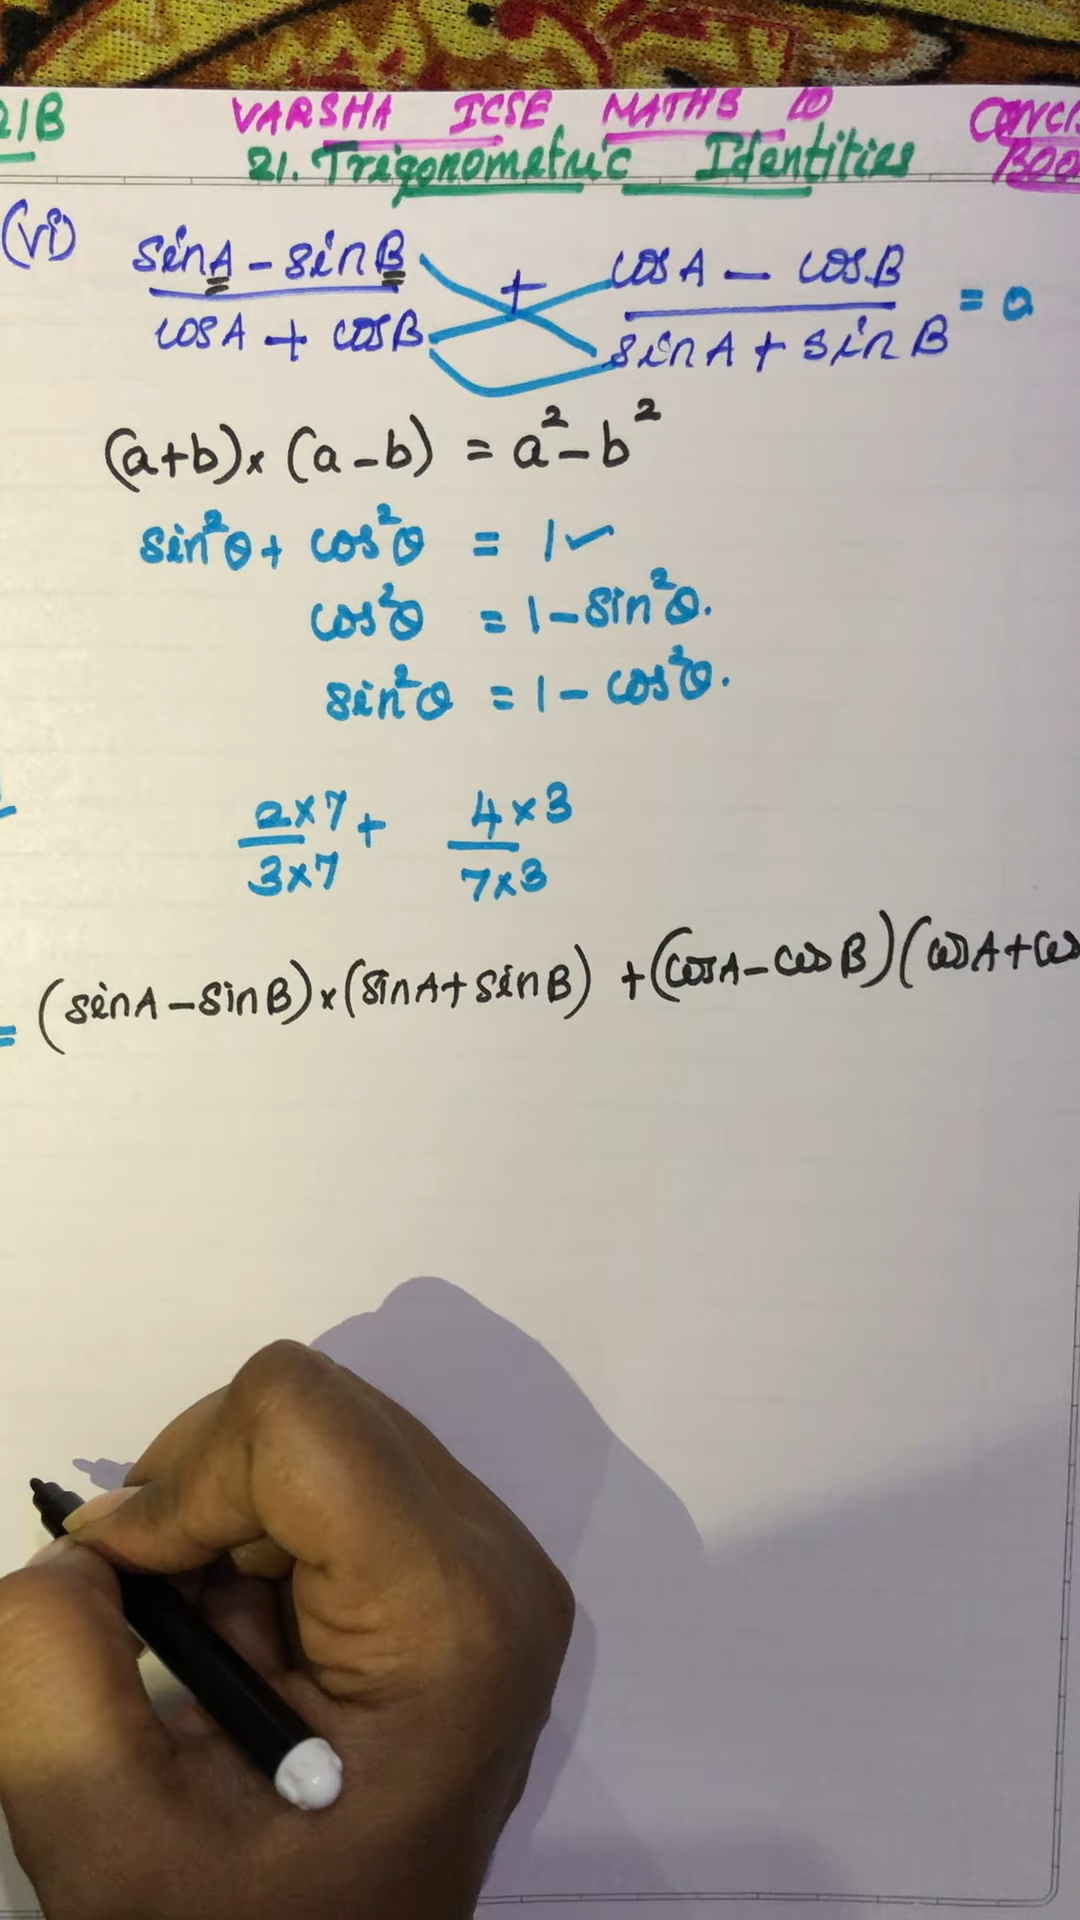 21B VARSHA ICSE MATHS 10 CONCI
21. Trigonometric Identities BOO
(vi) sinA - sinB / cosA + cosB + cosA - cosB / sinA + sinB = 0
(a+b)×(a-b) = a²-b²
sin²θ + cos²θ = 1✓
cos²θ = 1-sin²θ.
sin²θ = 1-cos²θ.
2×7 / 3×7 + 4×3 / 7×3
= (sinA-sinB)×(sinA+sinB) + (cosA-cosB)(cosA+cos